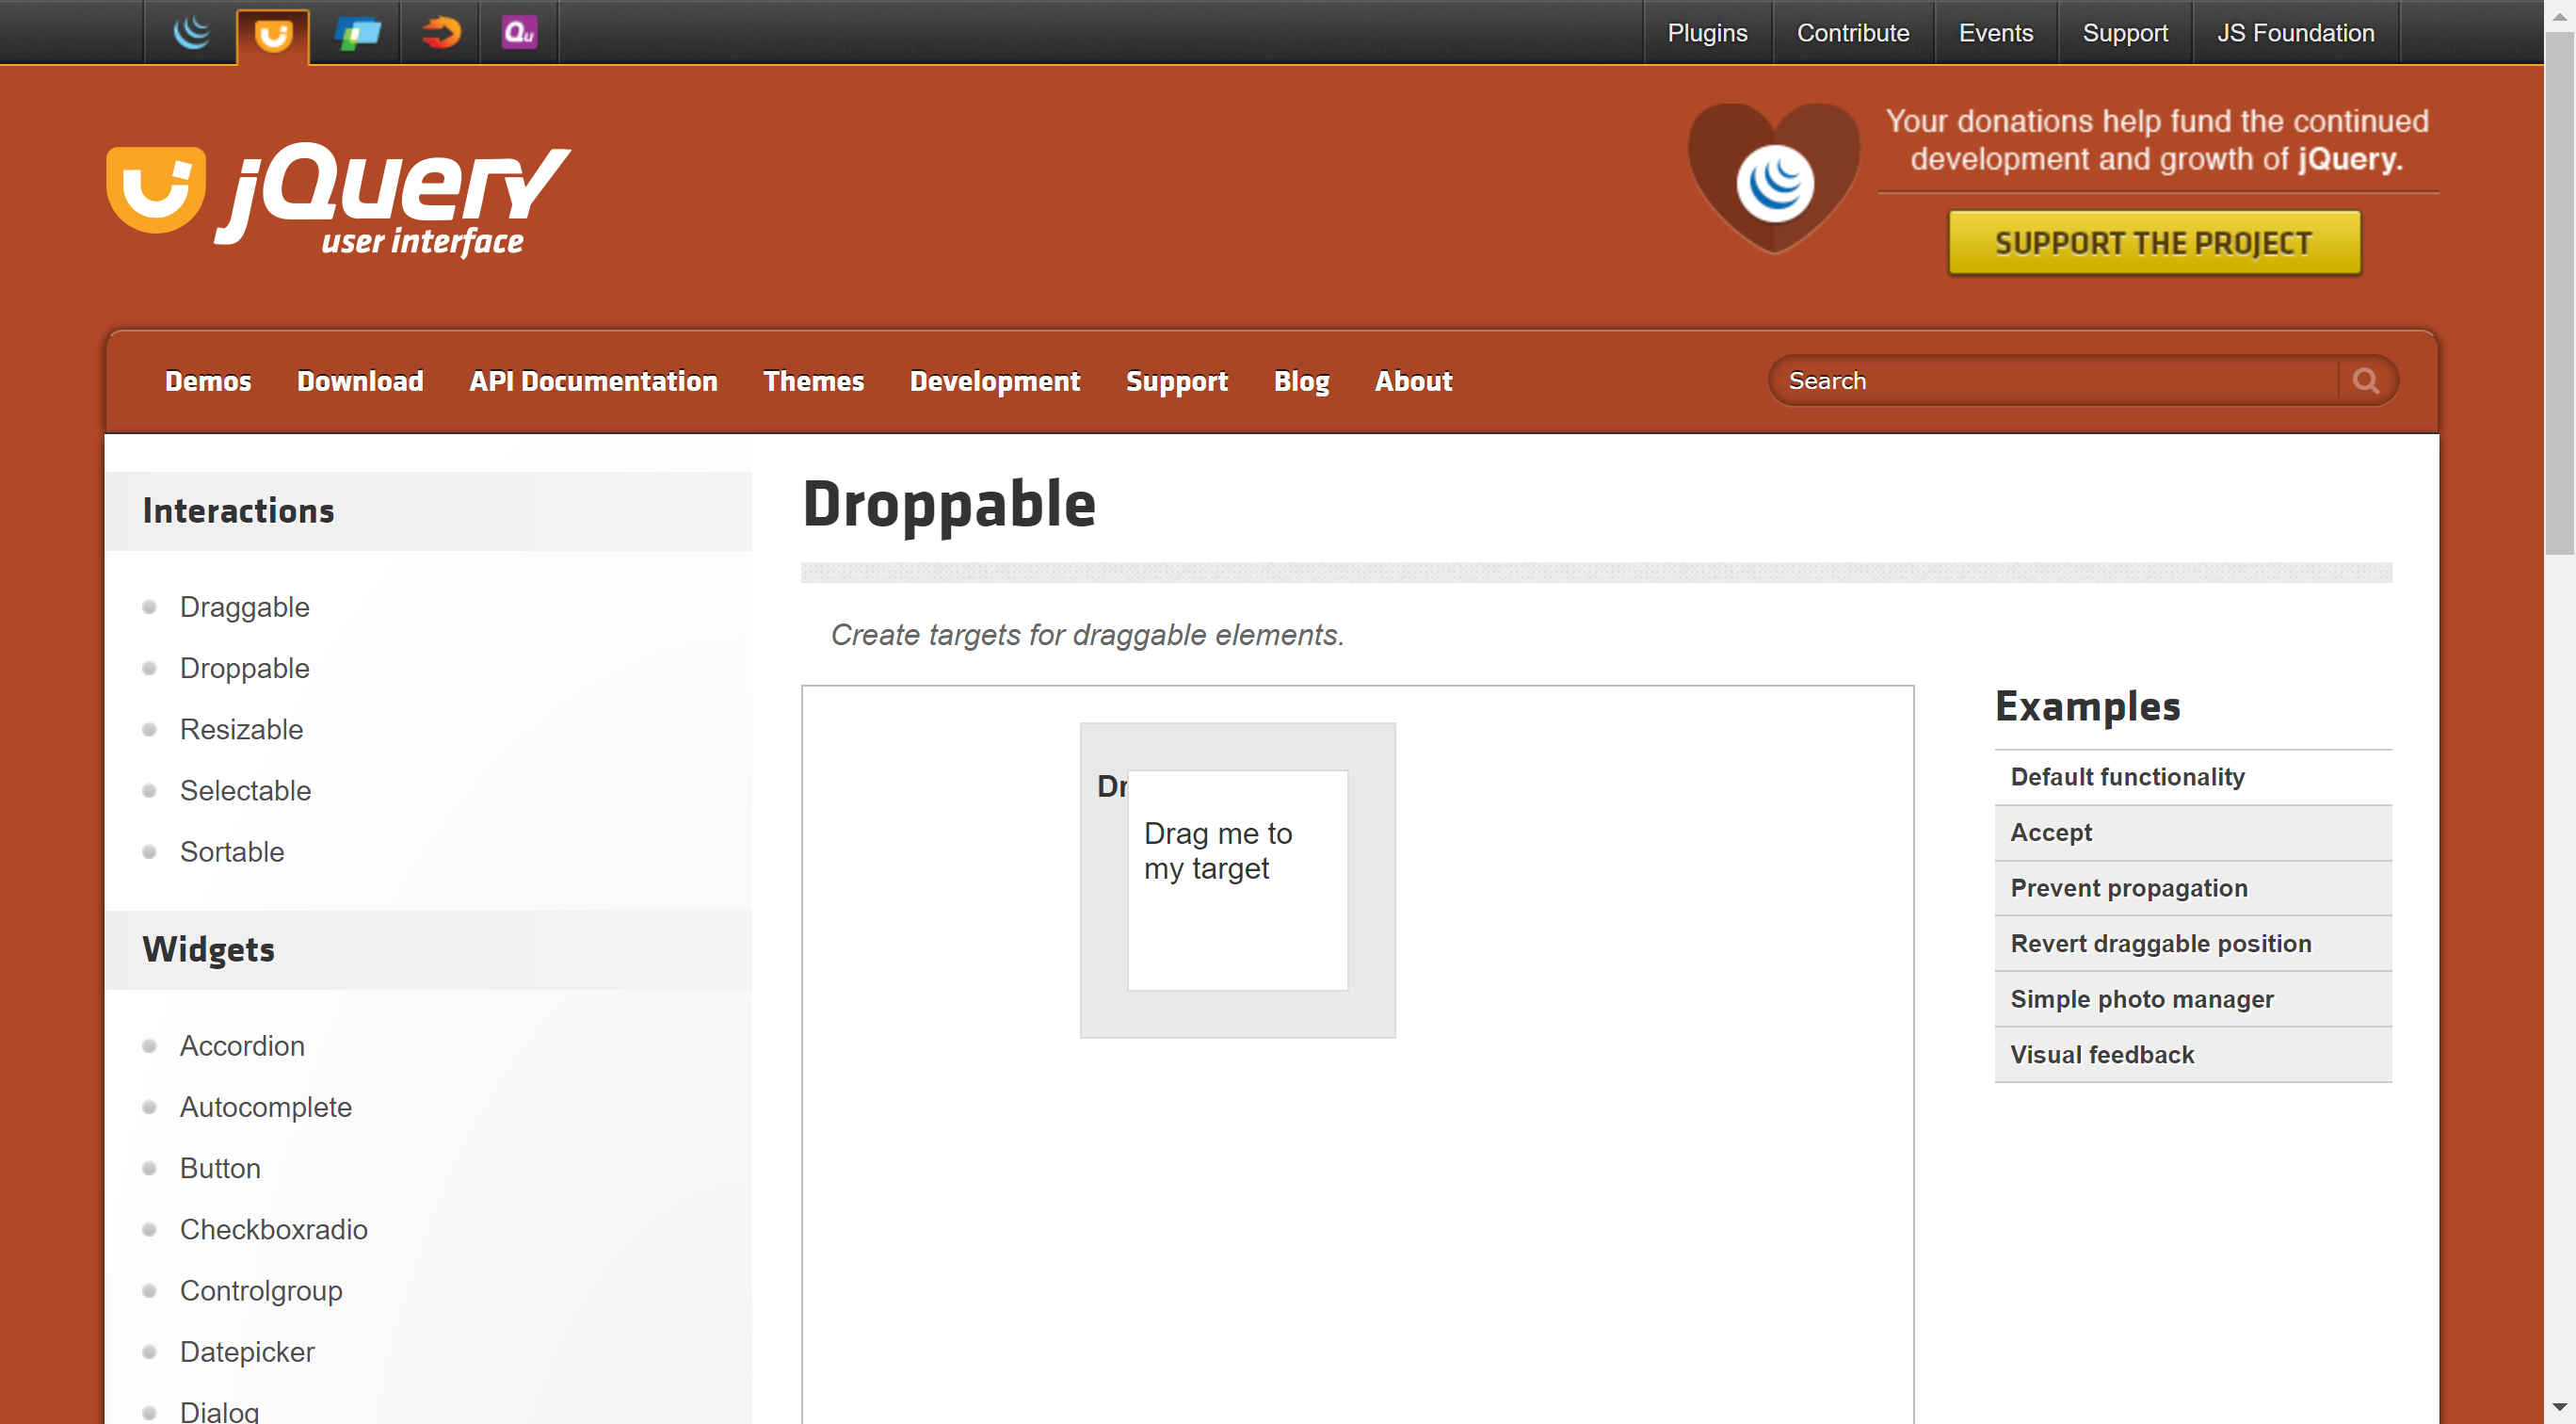 Qu
Plugins
Contribute
Events
Support
JS Foundation
jQuery
user interface
Your donations help fund the continued
development and growth of jQuery.
SUPPORT THE PROJECT
Demos
Download
API Documentation
Themes
Development
Support
Blog
About
Search
Interactions
Draggable
Droppable
Resizable
Selectable
Sortable
Widgets
Accordion
Autocomplete
Button
Checkboxradio
Controlgroup
Datepicker
Dialog
Droppable
Create targets for draggable elements.
Dr
Drag me to
my target
Examples
Default functionality
Accept
Prevent propagation
Revert draggable position
Simple photo manager
Visual feedback